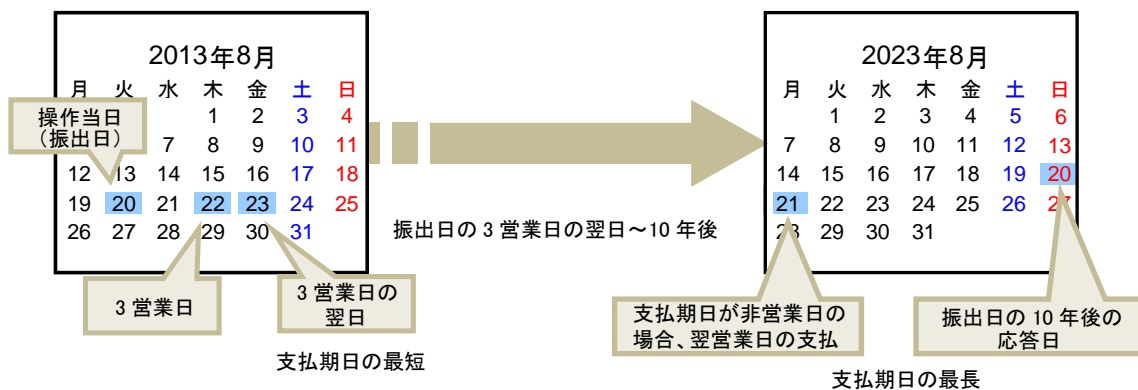 2013年8月
月 火 水 木 金 土 日
1 2 3 4
7 8 9 10 11
12 13 14 15 16 17 18
19 20 21 22 23 24 25
26 27 28 29 30 31
操作当日
（振出日）
3 営業日
3 営業日の
翌日
支払期日の最短
振出日の 3 営業日の翌日～10 年後
2023年8月
月 火 水 木 金 土 日
1 2 3 4 5 6
7 8 9 10 11 12 13
14 15 16 17 18 19 20
21 22 23 24 25 26 27
28 29 30 31
支払期日が非営業日の
場合、翌営業日の支払
振出日の 10 年後の
応答日
支払期日の最長